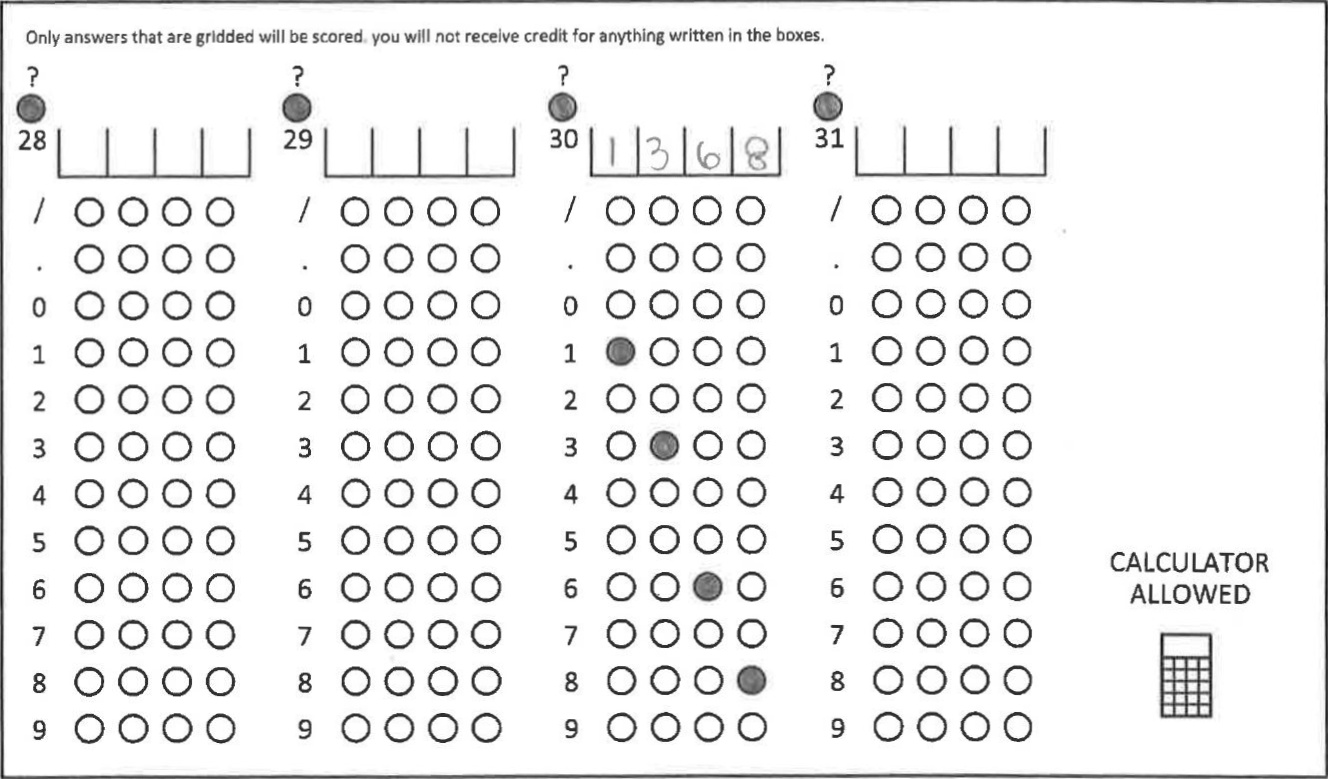 Only answers that are gridded will be scored. you will not receive credit for anything written in the boxes.
? ? ? ?
28 29 30 1 3 6 8 31
/ / / /
. . . .
0 0 0 0
1 1 1 1
2 2 2 2
3 3 3 3
4 4 4 4
5 5 5 5
6 6 6 6
7 7 7 7
8 8 8 8
9 9 9 9
CALCULATOR
ALLOWED